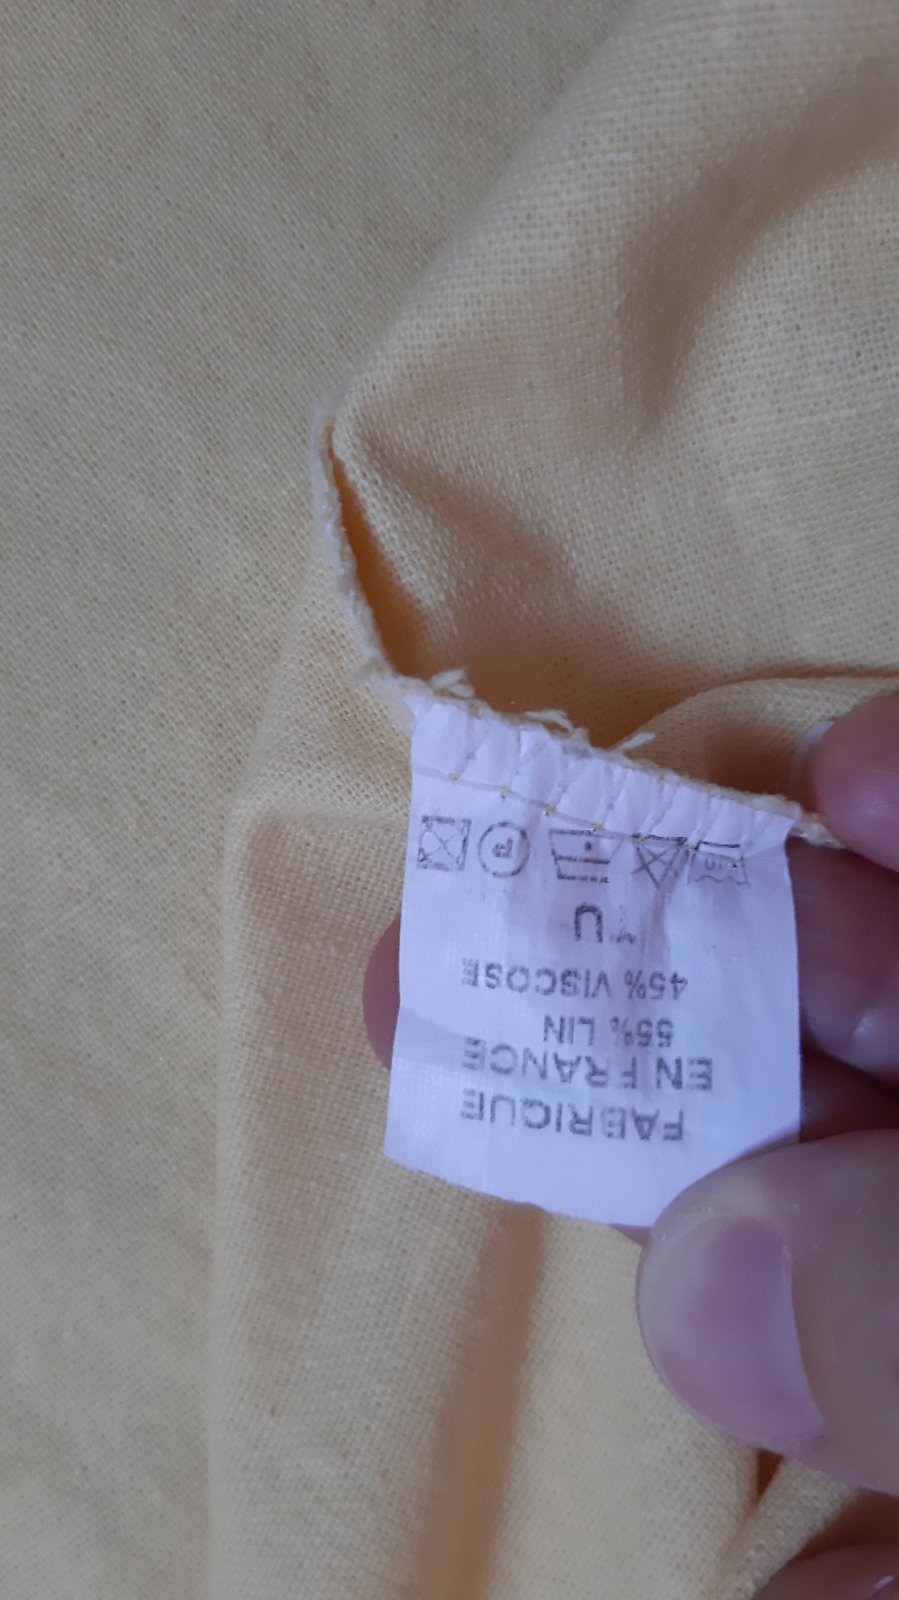 FABRIQUE
EN FRANCE
55% LIN
45% VISCOSE
TU